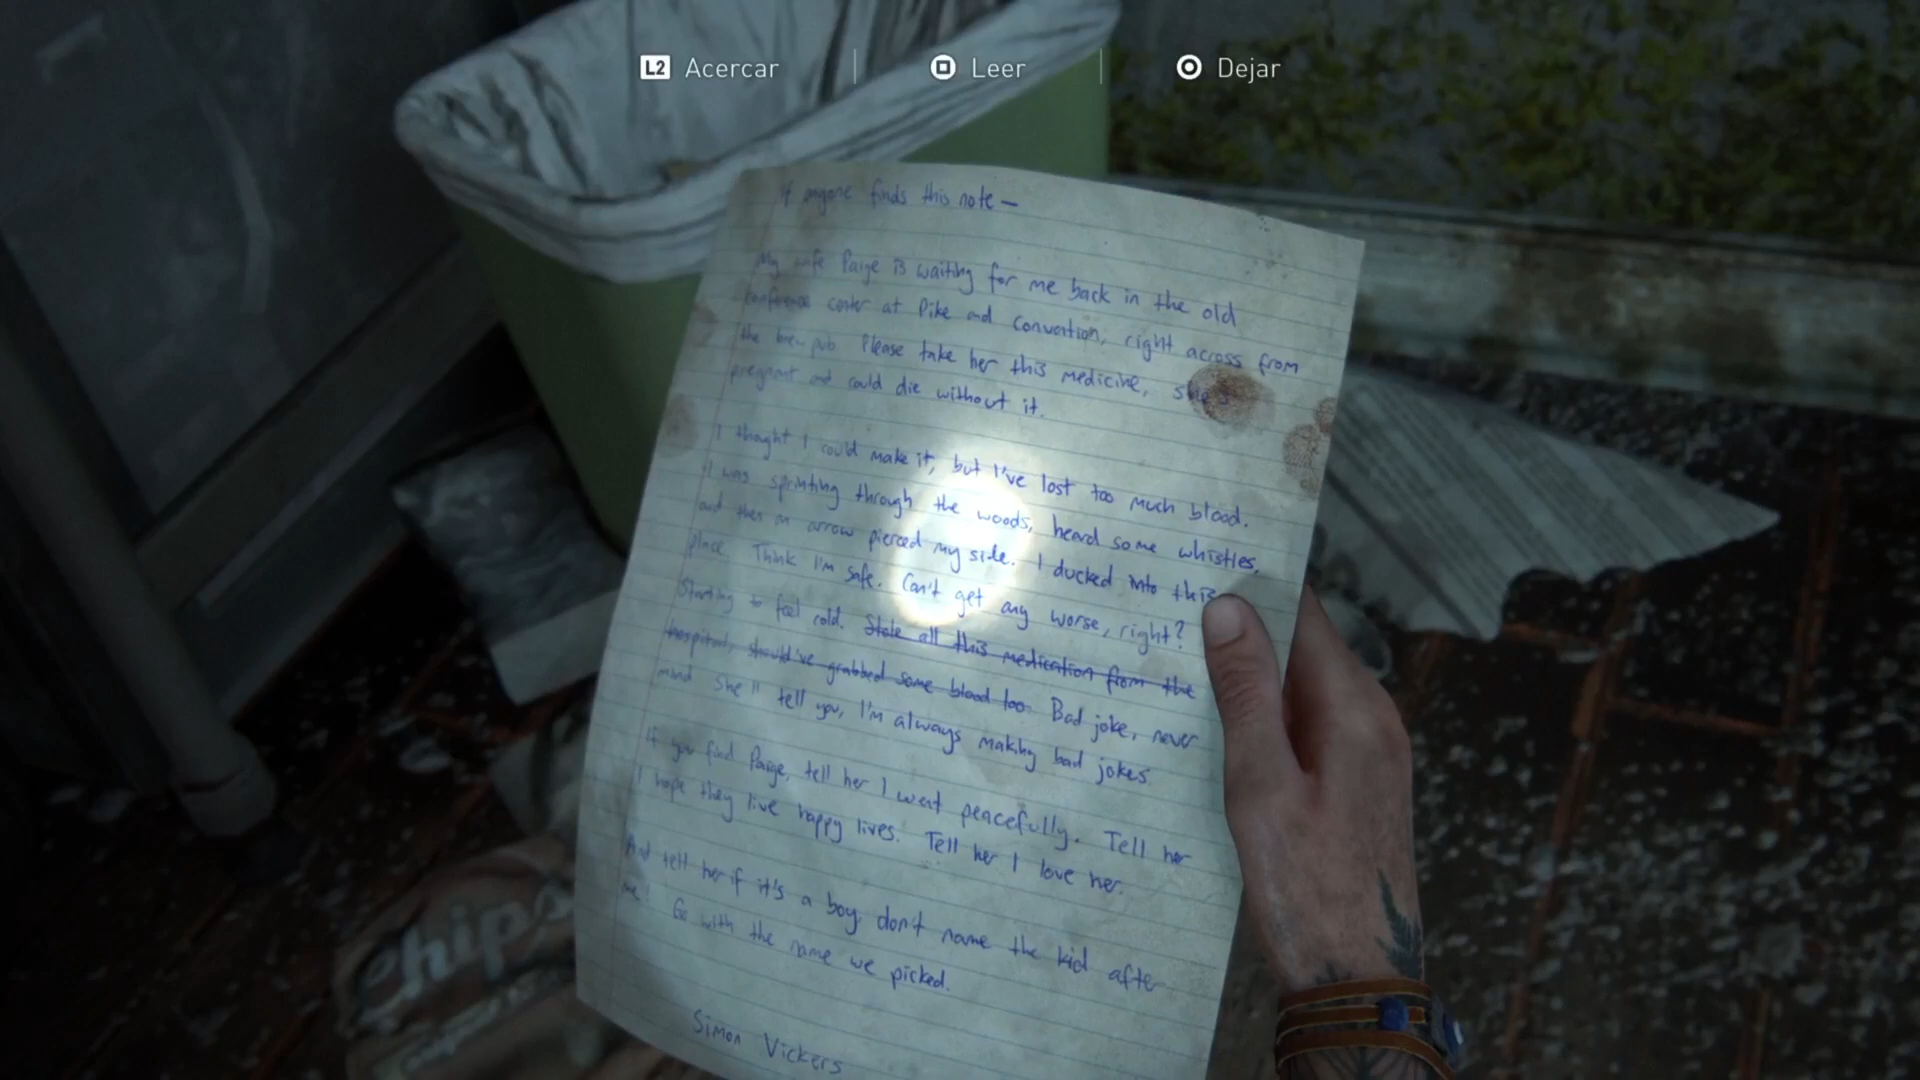 L2 Acercar
Leer
Dejar
If anyone finds this note —
My wife Paige is waiting for me back in the old
conference center at Pike and Convention, right across from
the brew pub. Please take her this medicine, she's
pregnant and could die without it.
I thought I could make it, but I've lost too much blood.
I was sprinting through the woods, heard some whistles,
and then an arrow pierced my side. I ducked into this
place. Think I'm safe. Can't get any worse, right?
Starting to feel cold. Stole all this medication from the
hospital, should've grabbed some blood too. Bad joke, never
mind. She'll tell you, I'm always making bad jokes.
If you find Paige, tell her I went peacefully. Tell her
I hope they live happy lives. Tell her I love her.
And tell her if it's a boy don't name the kid after
me! Go with the name we picked.
Simon Vickers
chips